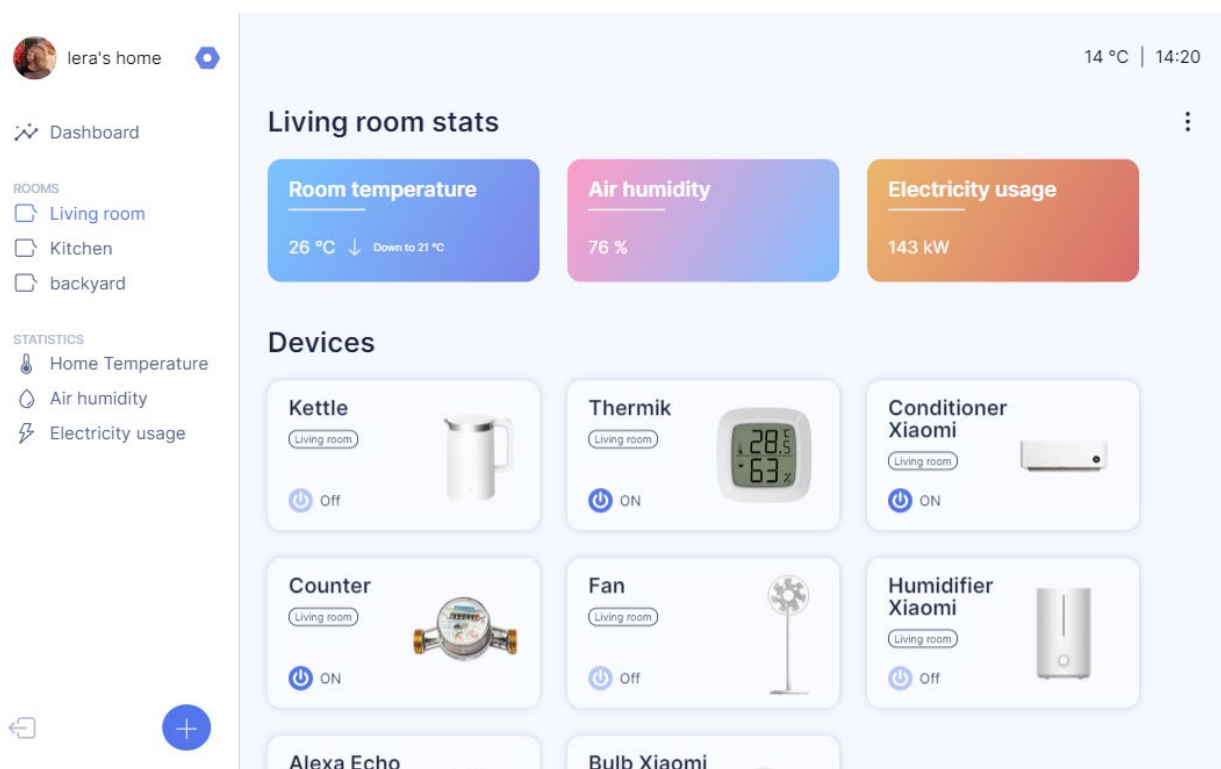 lera's home
14 °C | 14:20
Dashboard
ROOMS
Living room
Kitchen
backyard
STATISTICS
Home Temperature
Air humidity
Electricity usage
Living room stats
Room temperature
26 °C ↓ Down to 21 °C
Air humidity
76 %
Electricity usage
143 kW
Devices
Kettle
Living room
Off
Thermik
Living room
28.5
63 %
ON
Conditioner
Xiaomi
Living room
ON
Counter
Living room
ON
Fan
Living room
Off
Humidifier
Xiaomi
Living room
Off
Alexa Echo
Bulb Xiaomi